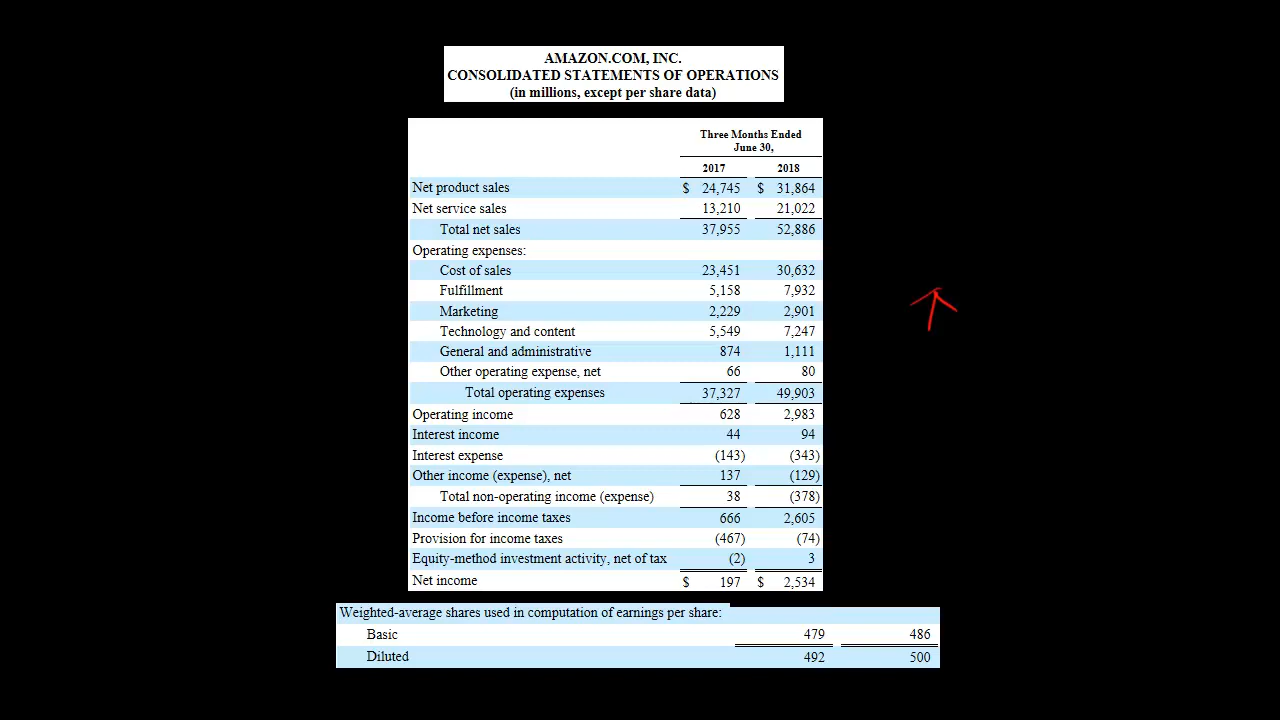 AMAZON.COM, INC.
CONSOLIDATED STATEMENTS OF OPERATIONS
(in millions, except per share data)
Three Months Ended
June 30,
2017 2018
Net product sales $ 24,745 $ 31,864
Net service sales 13,210 21,022
Total net sales 37,955 52,886
Operating expenses:
Cost of sales 23,451 30,632
Fulfillment 5,158 7,932
Marketing 2,229 2,901
Technology and content 5,549 7,247
General and administrative 874 1,111
Other operating expense, net 66 80
Total operating expenses 37,327 49,903
Operating income 628 2,983
Interest income 44 94
Interest expense (143) (343)
Other income (expense), net 137 (129)
Total non-operating income (expense) 38 (378)
Income before income taxes 666 2,605
Provision for income taxes (467) (74)
Equity-method investment activity, net of tax (2) 3
Net income $ 197 $ 2,534
Weighted-average shares used in computation of earnings per share:
Basic 479 486
Diluted 492 500